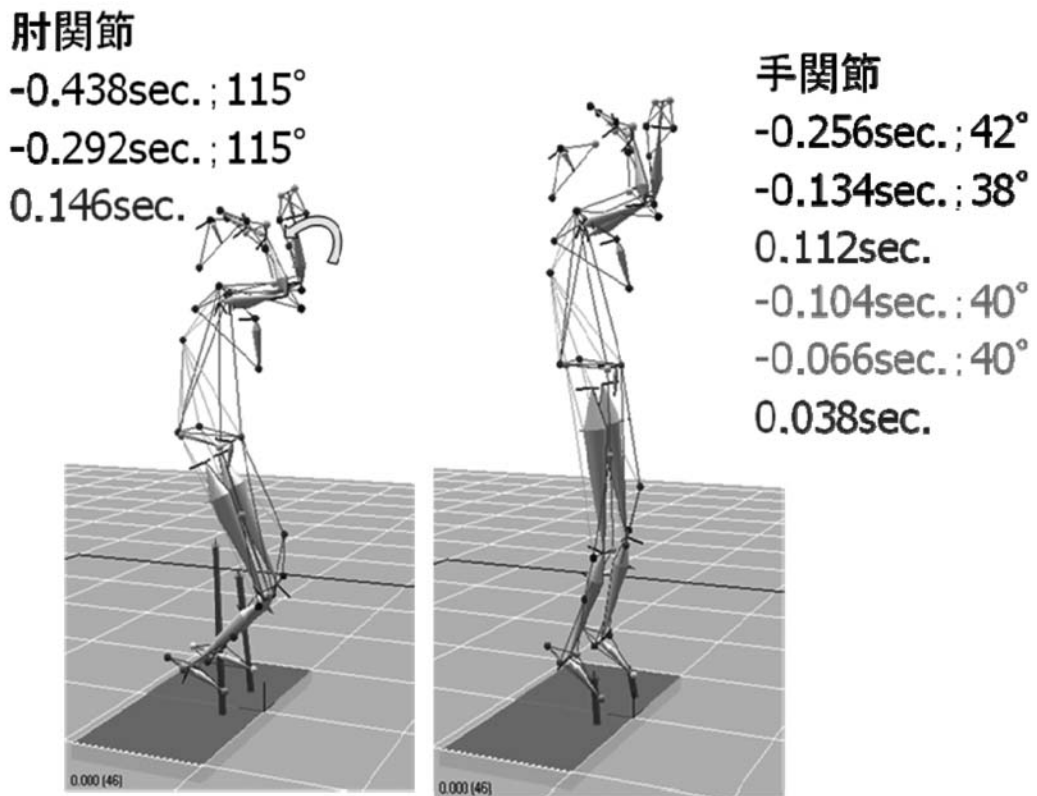 肘関節
-0.438sec.;115°
-0.292sec.;115°
0.146sec.
手関節
-0.256sec.;42°
-0.134sec.;38°
0.112sec.
-0.104sec.;40°
-0.066sec.;40°
0.038sec.
0.000 (46)
0.000 (46)